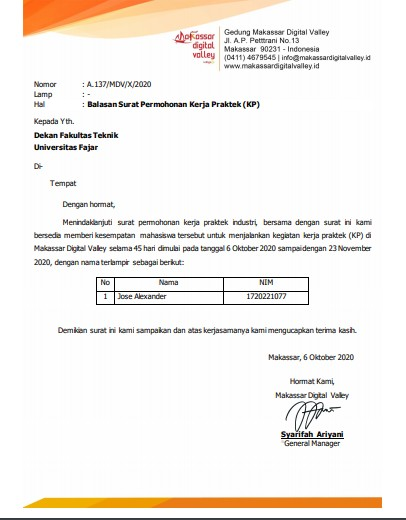 Makassar
digital
valley
Gedung Makassar Digital Valley
Jl. A.P. Petttrani No.13
Makassar 90231 - Indonesia
(0411) 4679545 | info@makassardigitalvalley.id
www.makassardigitalvalley.id
Nomor : A.137/MDV/X/2020
Lamp : -
Hal : Balasan Surat Permohonan Kerja Praktek (KP)
Kepada Yth.
Dekan Fakultas Teknik
Universitas Fajar
Di-
Tempat
Dengan hormat,
Menindaklanjuti surat permohonan kerja praktek industri, bersama dengan surat ini kami
bersedia memberi kesempatan mahasiswa tersebut untuk menjalankan kegiatan kerja praktek (KP) di
Makassar Digital Valley selama 45 hari dimulai pada tanggal 6 Oktober 2020 sampai dengan 23 November
2020, dengan nama terlampir sebagai berikut:
No Nama NIM
1 Jose Alexander 1720221077
Demikian surat ini kami sampaikan dan atas kerjasamanya kami mengucapkan terima kasih.
Makassar, 6 Oktober 2020
Hormat Kami,
Makassar Digital Valley
Syarifah Ariyani
General Manager